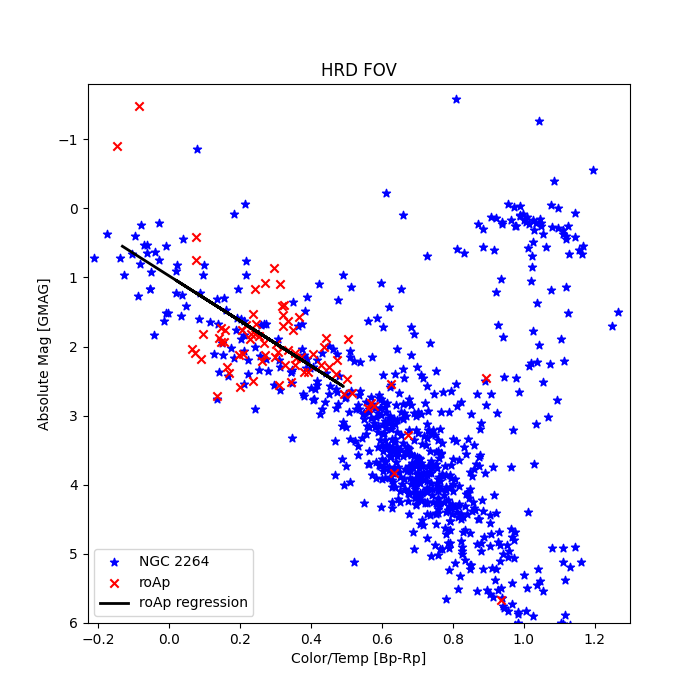 HRD FOV
Absolute Mag [GMAG]
−1
0
1
2
3
4
5
6
NGC 2264
roAp
roAp regression
−0.2 0.0 0.2 0.4 0.6 0.8 1.0 1.2
Color/Temp [Bp-Rp]